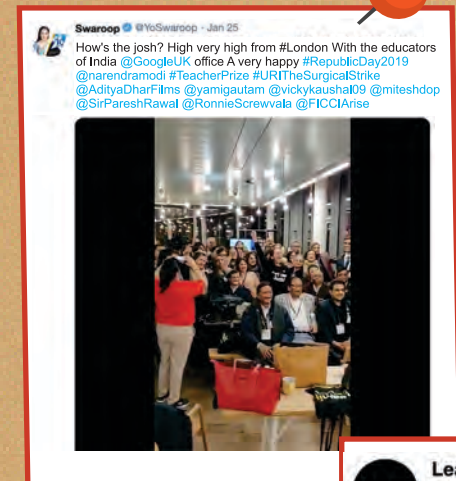 Swaroop @YoSwaroop · Jan 25
How's the josh? High very high from #London With the educators
of India @GoogleUK office A very happy #RepublicDay2019
@narendramodi #TeacherPrize #URITheSurgicalStrike
@AdityaDharFilms @yamigautam @vickykaushal09 @miteshdop
@SirPareshRawal @RonnieScrewvala @FICCIArise
Lea